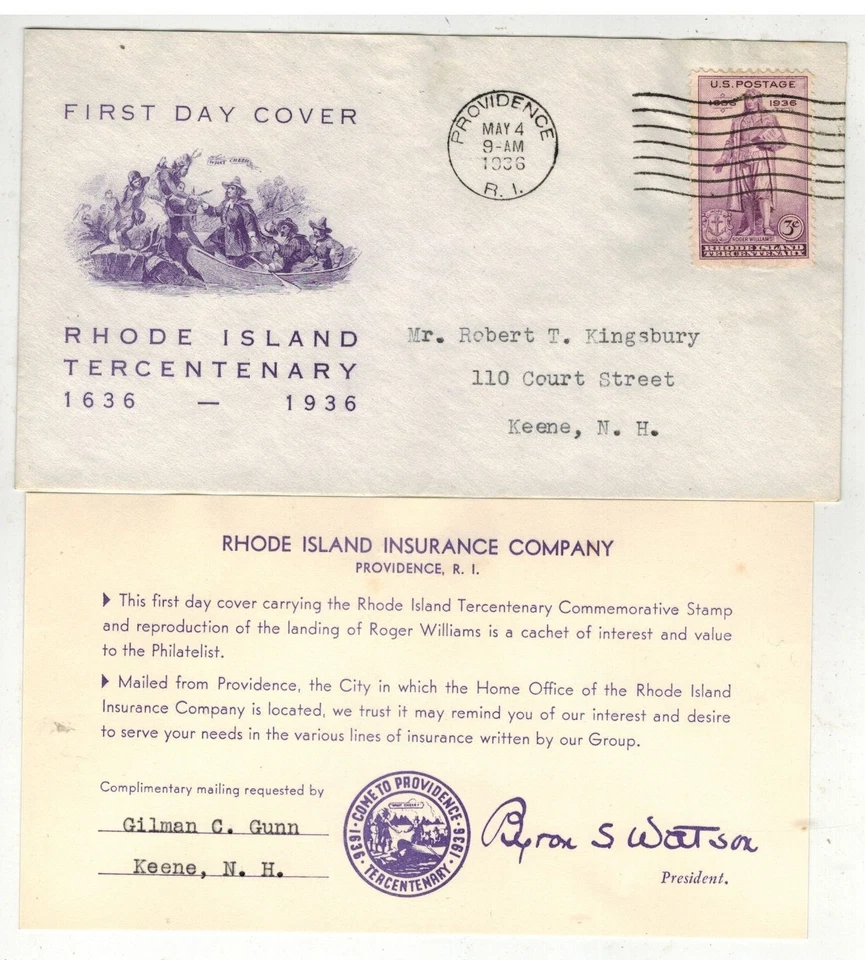 FIRST DAY COVER
WHAT CHEER
RHODE ISLAND
TERCENTENARY
1636 — 1936
PROVIDENCE
MAY 4
9-AM
1936
R. I.
U.S. POSTAGE
1636 1936
ROGER WILLIAMS
3¢
RHODE ISLAND
TERCENTENARY
Mr. Robert T. Kingsbury
110 Court Street
Keene, N. H.
RHODE ISLAND INSURANCE COMPANY
PROVIDENCE, R. I.
This first day cover carrying the Rhode Island Tercentenary Commemorative Stamp
and reproduction of the landing of Roger Williams is a cachet of interest and value
to the Philatelist.
Mailed from Providence, the City in which the Home Office of the Rhode Island
Insurance Company is located, we trust it may remind you of our interest and desire
to serve your needs in the various lines of insurance written by our Group.
Complimentary mailing requested by
Gilman C. Gunn
Keene, N. H.
COME TO PROVIDENCE
WHAT CHEER?
1636 · TERCENTENARY · 1936
Byron S Watson
President.